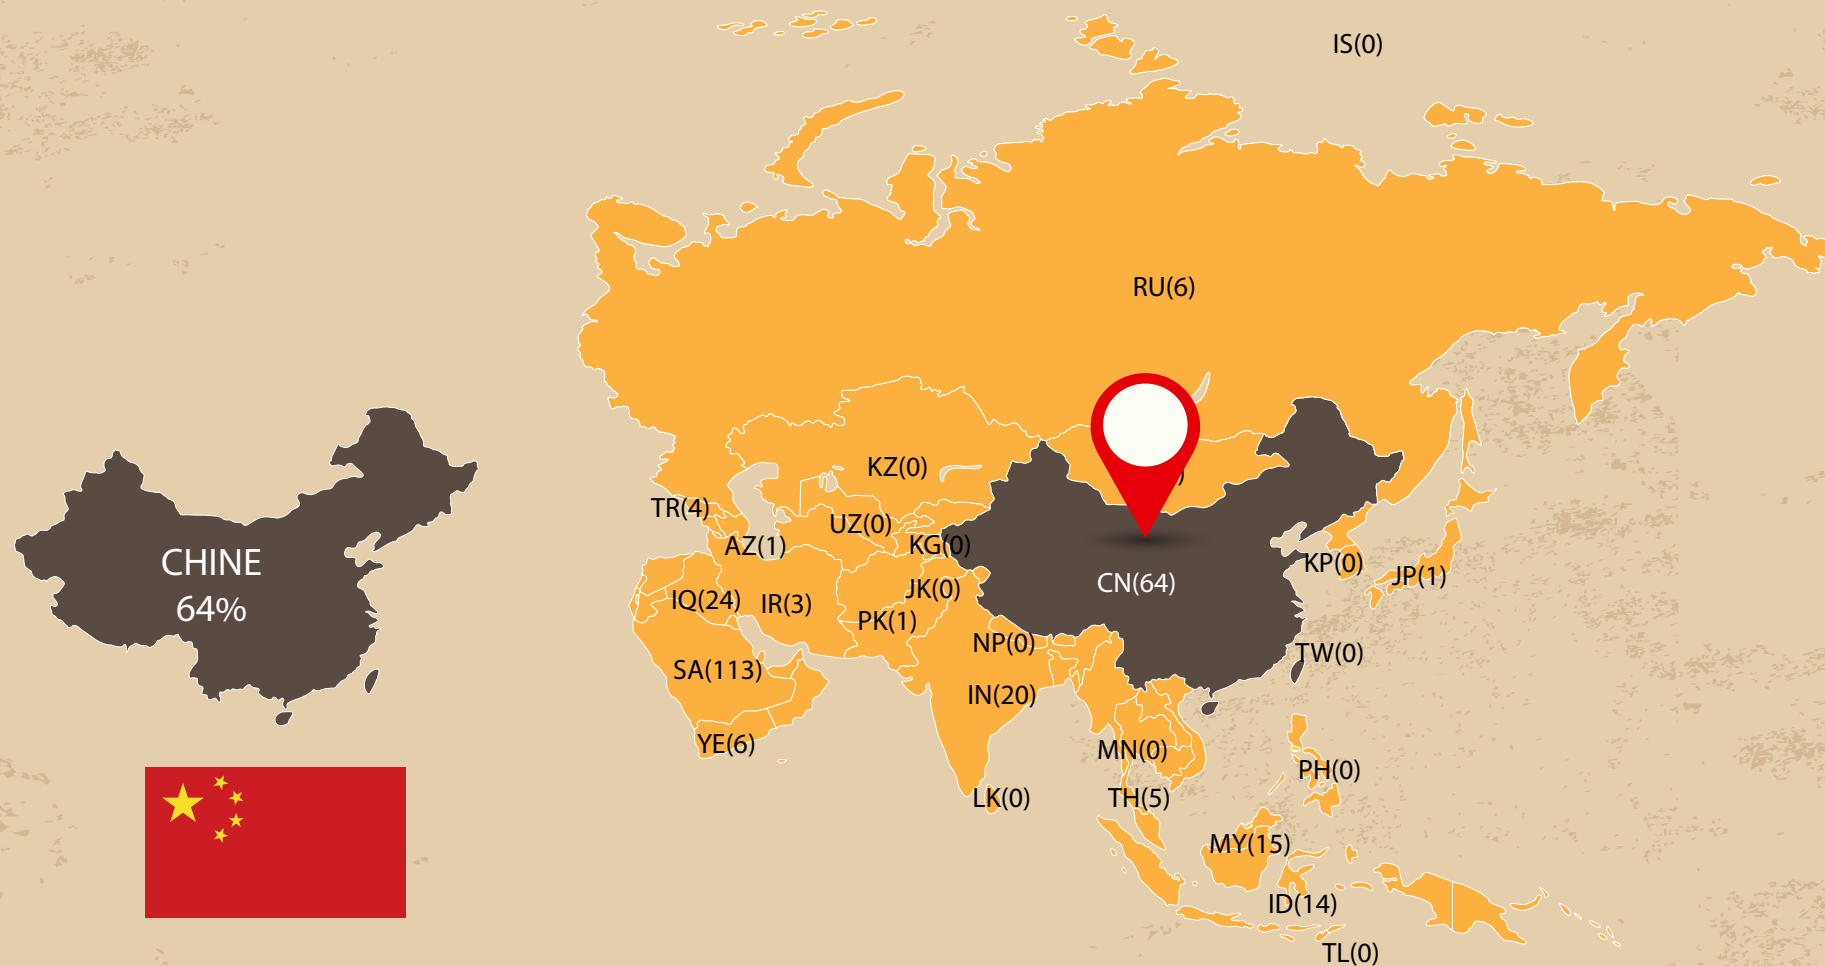 IS(0)
RU(6)
KZ(0)
)
TR(4)
UZ(0)
AZ(1)
KG(0)
CHINE
64%
KP(0)
JP(1)
CN(64)
JK(0)
IQ(24)
IR(3)
PK(1)
NP(0)
TW(0)
SA(113)
IN(20)
YE(6)
MN(0)
PH(0)
LK(0)
TH(5)
MY(15)
ID(14)
TL(0)